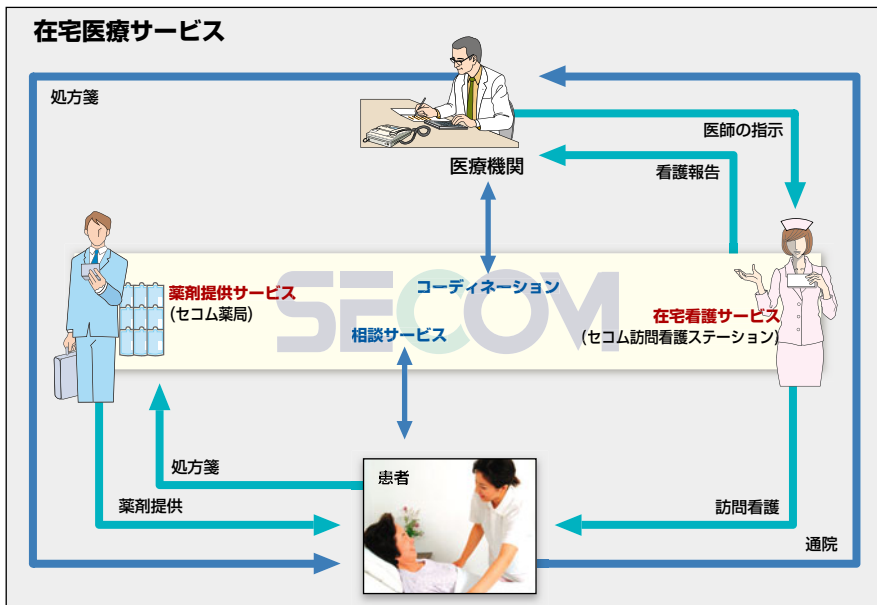 在宅医療サービス
処方箋
医師の指示
医療機関
看護報告
SECOM
コーディネーション
薬剤提供サービス
(セコム薬局)
在宅看護サービス
(セコム訪問看護ステーション)
相談サービス
処方箋
患者
薬剤提供
訪問看護
通院